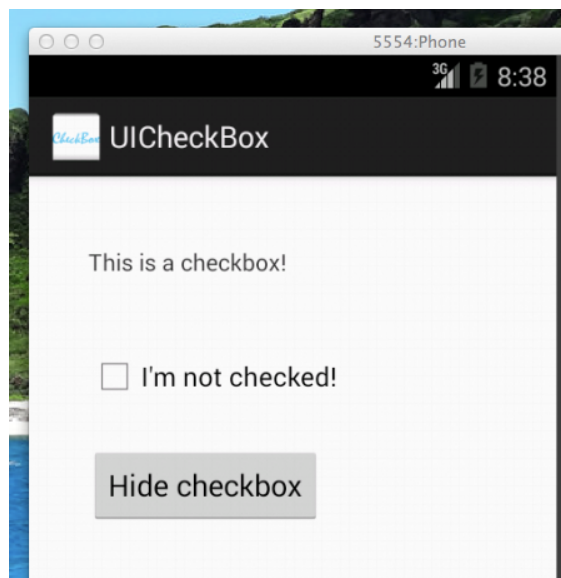 5554:Phone
3G 8:38
CheckBox UICheckBox
This is a checkbox!
I'm not checked!
Hide checkbox